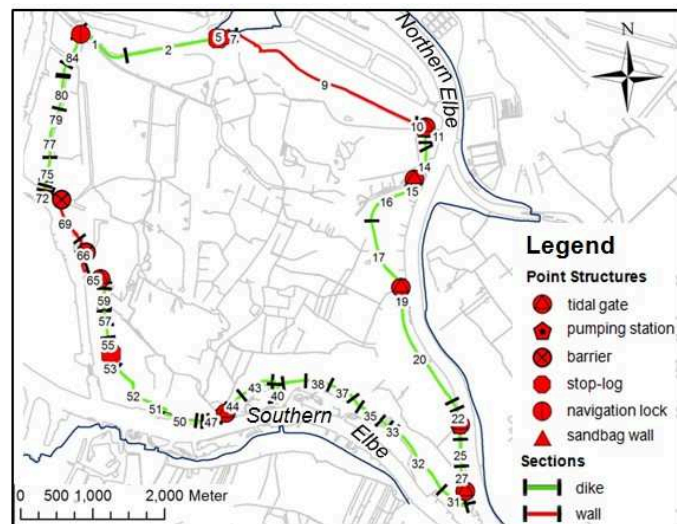 Northern Elbe
N
84
1
2
5
7
9
80
79
77
75
72
69
66
65
59
57
55
53
52
51
50
47
44
43
40
38
37
35
33
32
31
27
25
22
20
19
17
16
15
14
11
10
Southern
Elbe
Legend
Point Structures
tidal gate
pumping station
barrier
stop-log
navigation lock
sandbag wall
Sections
dike
wall
0 500 1,000 2,000 Meter